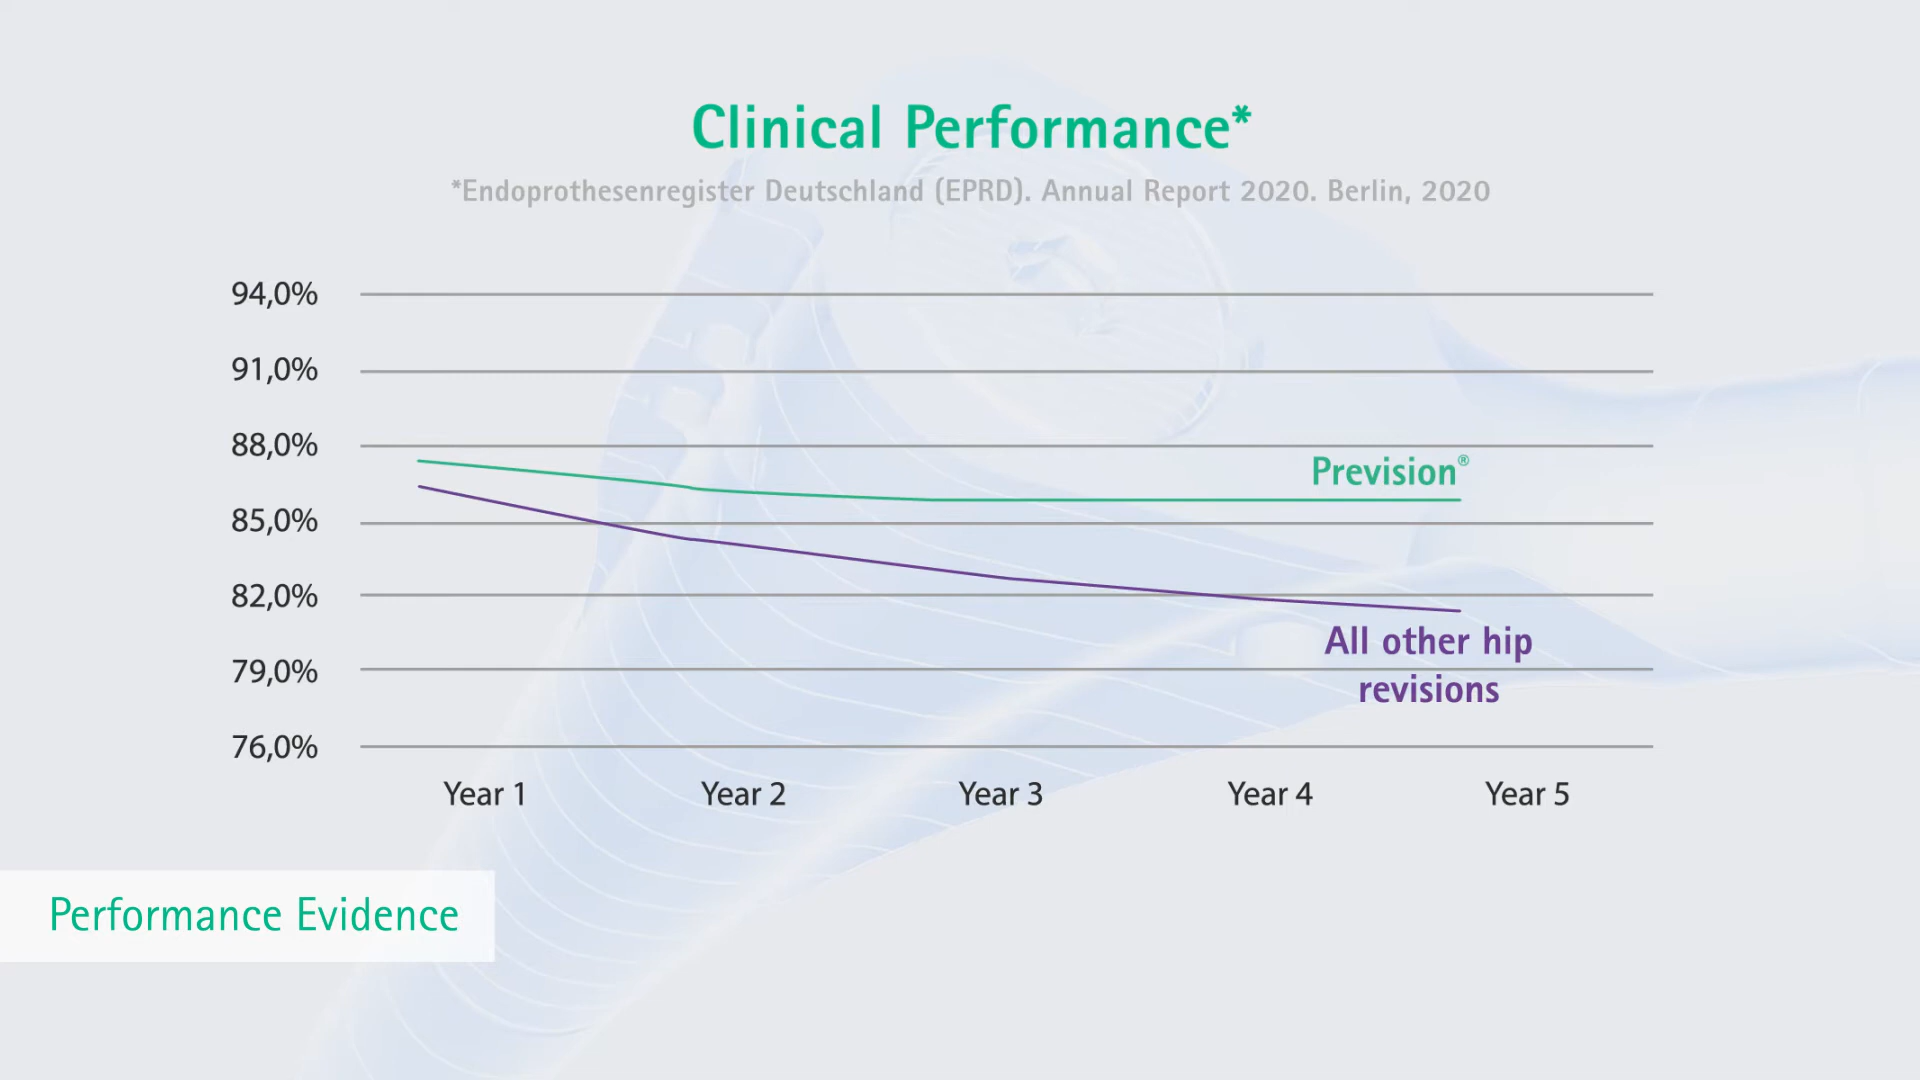 Clinical Performance*
*Endoprothesenregister Deutschland (EPRD). Annual Report 2020. Berlin, 2020
94,0%
91,0%
88,0%
Prevision®
85,0%
82,0%
All other hip
revisions
79,0%
76,0%
Year 1 Year 2 Year 3 Year 4 Year 5
Performance Evidence